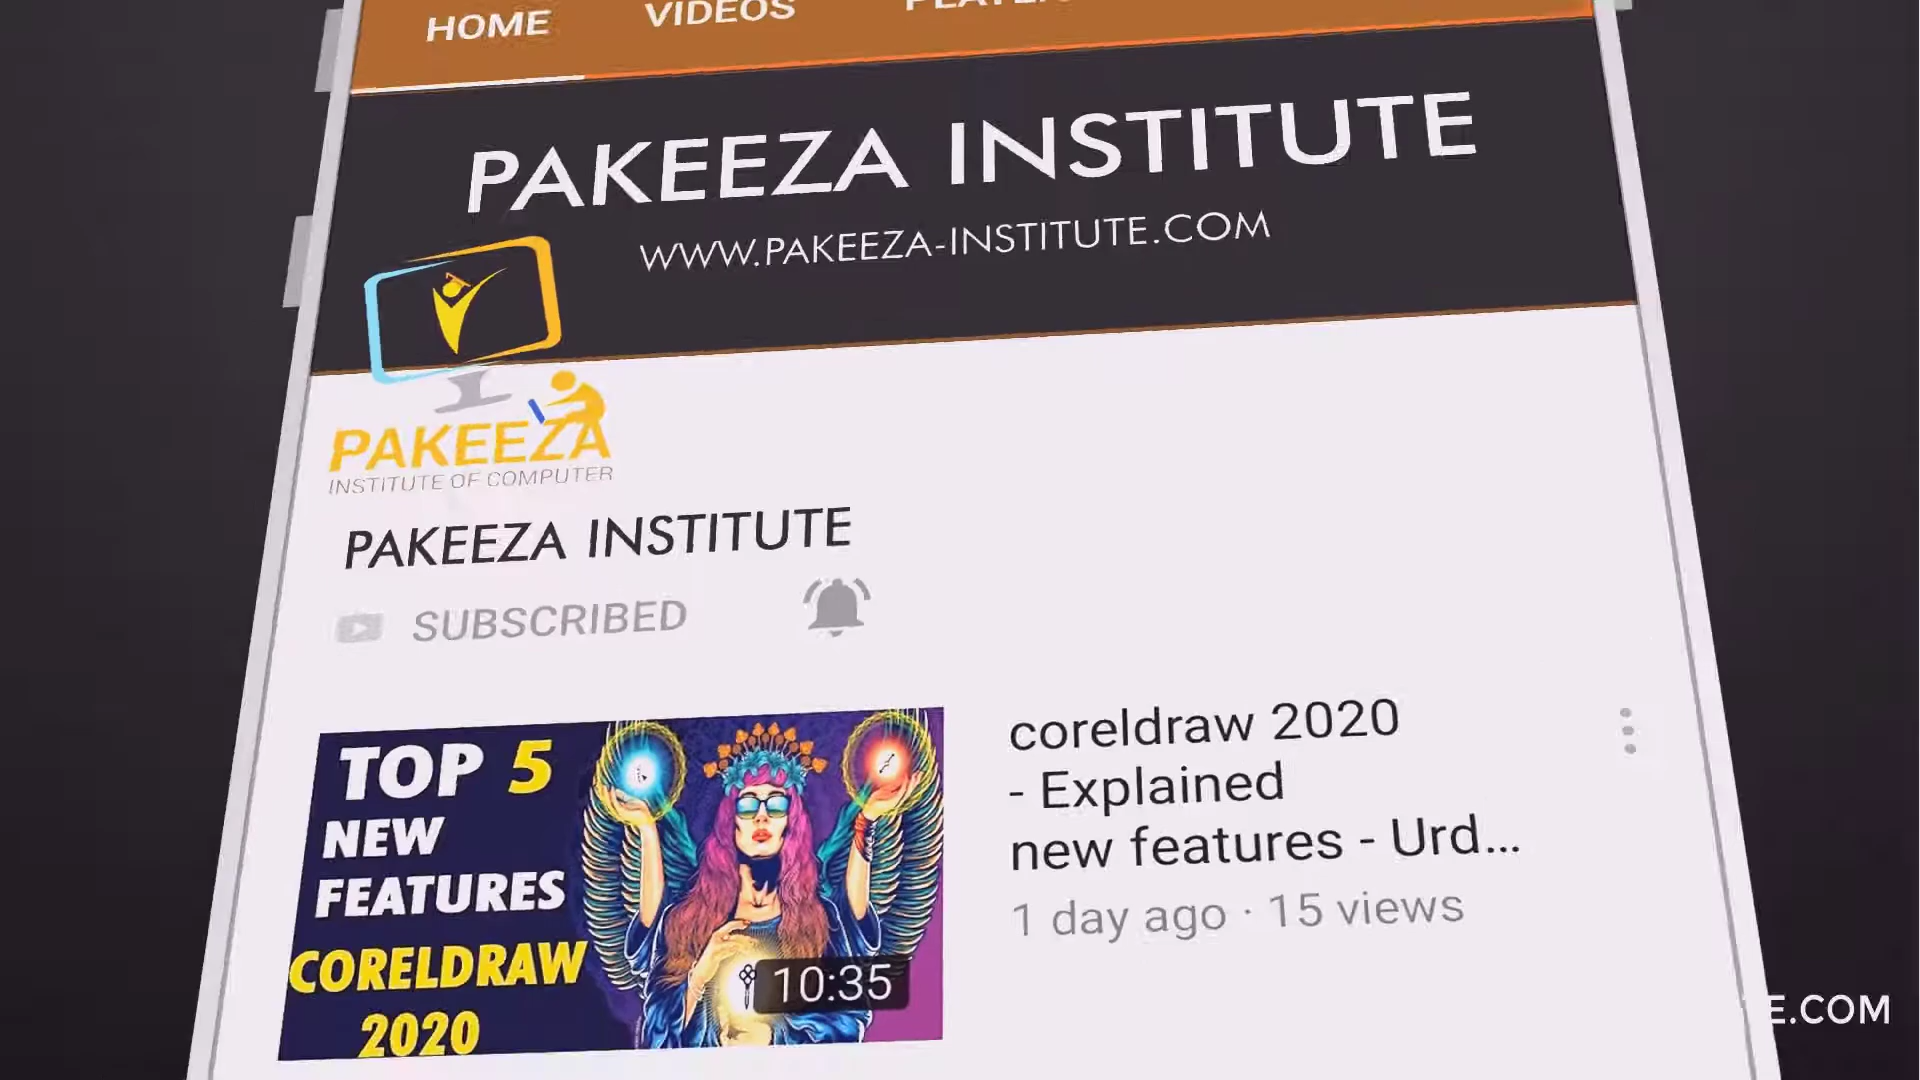 HOME VIDEOS
PAKEEZA INSTITUTE
WWW.PAKEEZA-INSTITUTE.COM
PAKEEZA
INSTITUTE OF COMPUTER
PAKEEZA INSTITUTE
SUBSCRIBED
TOP 5
NEW
FEATURES
CORELDRAW
2020
10:35
coreldraw 2020
- Explained
new features - Urd...
1 day ago · 15 views
E.COM